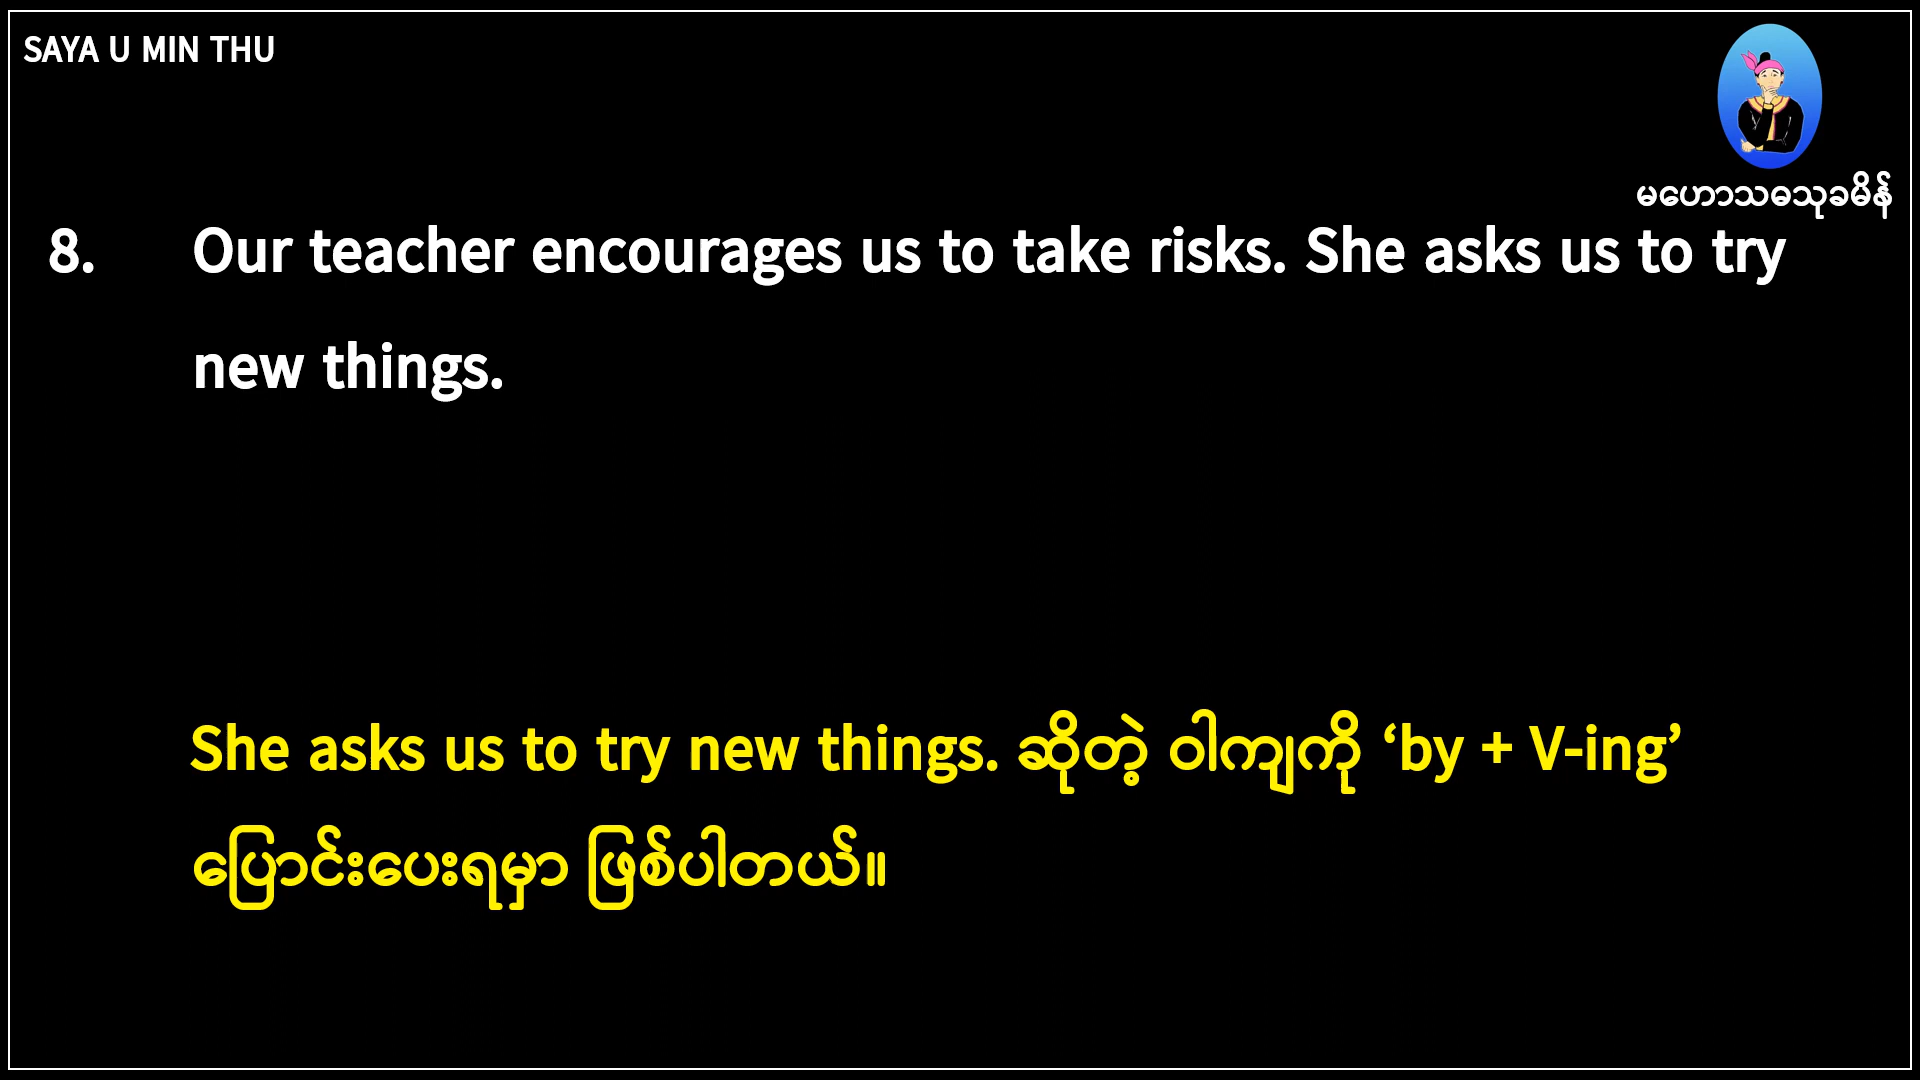 SAYA U MIN THU
မဟောသဓသုခမိန်
8. Our teacher encourages us to take risks. She asks us to try
new things.
She asks us to try new things. ဆိုတဲ့ ဝါကျကို ‘by + V-ing’
ပြောင်းပေးရမှာ ဖြစ်ပါတယ်။